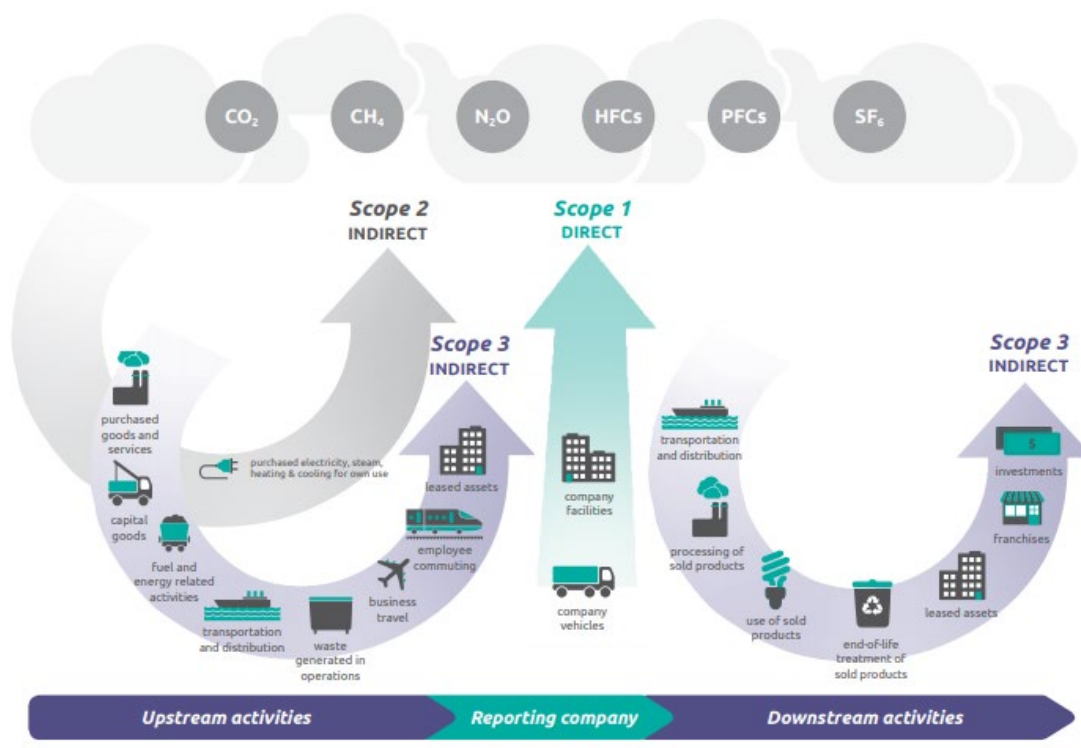 CO₂
CH₄
N₂O
HFCs
PFCs
SF₆
Scope 2
INDIRECT
Scope 1
DIRECT
Scope 3
INDIRECT
Scope 3
INDIRECT
purchased
goods and
services
capital
goods
fuel and
energy related
activities
transportation
and distribution
waste
generated in
operations
business
travel
employee
commuting
leased assets
purchased electricity, steam,
heating & cooling for own use
company
facilities
company
vehicles
transportation
and distribution
processing of
sold products
use of sold
products
end-of-life
treatment of
sold products
leased assets
franchises
$
investments
Upstream activities
Reporting company
Downstream activities